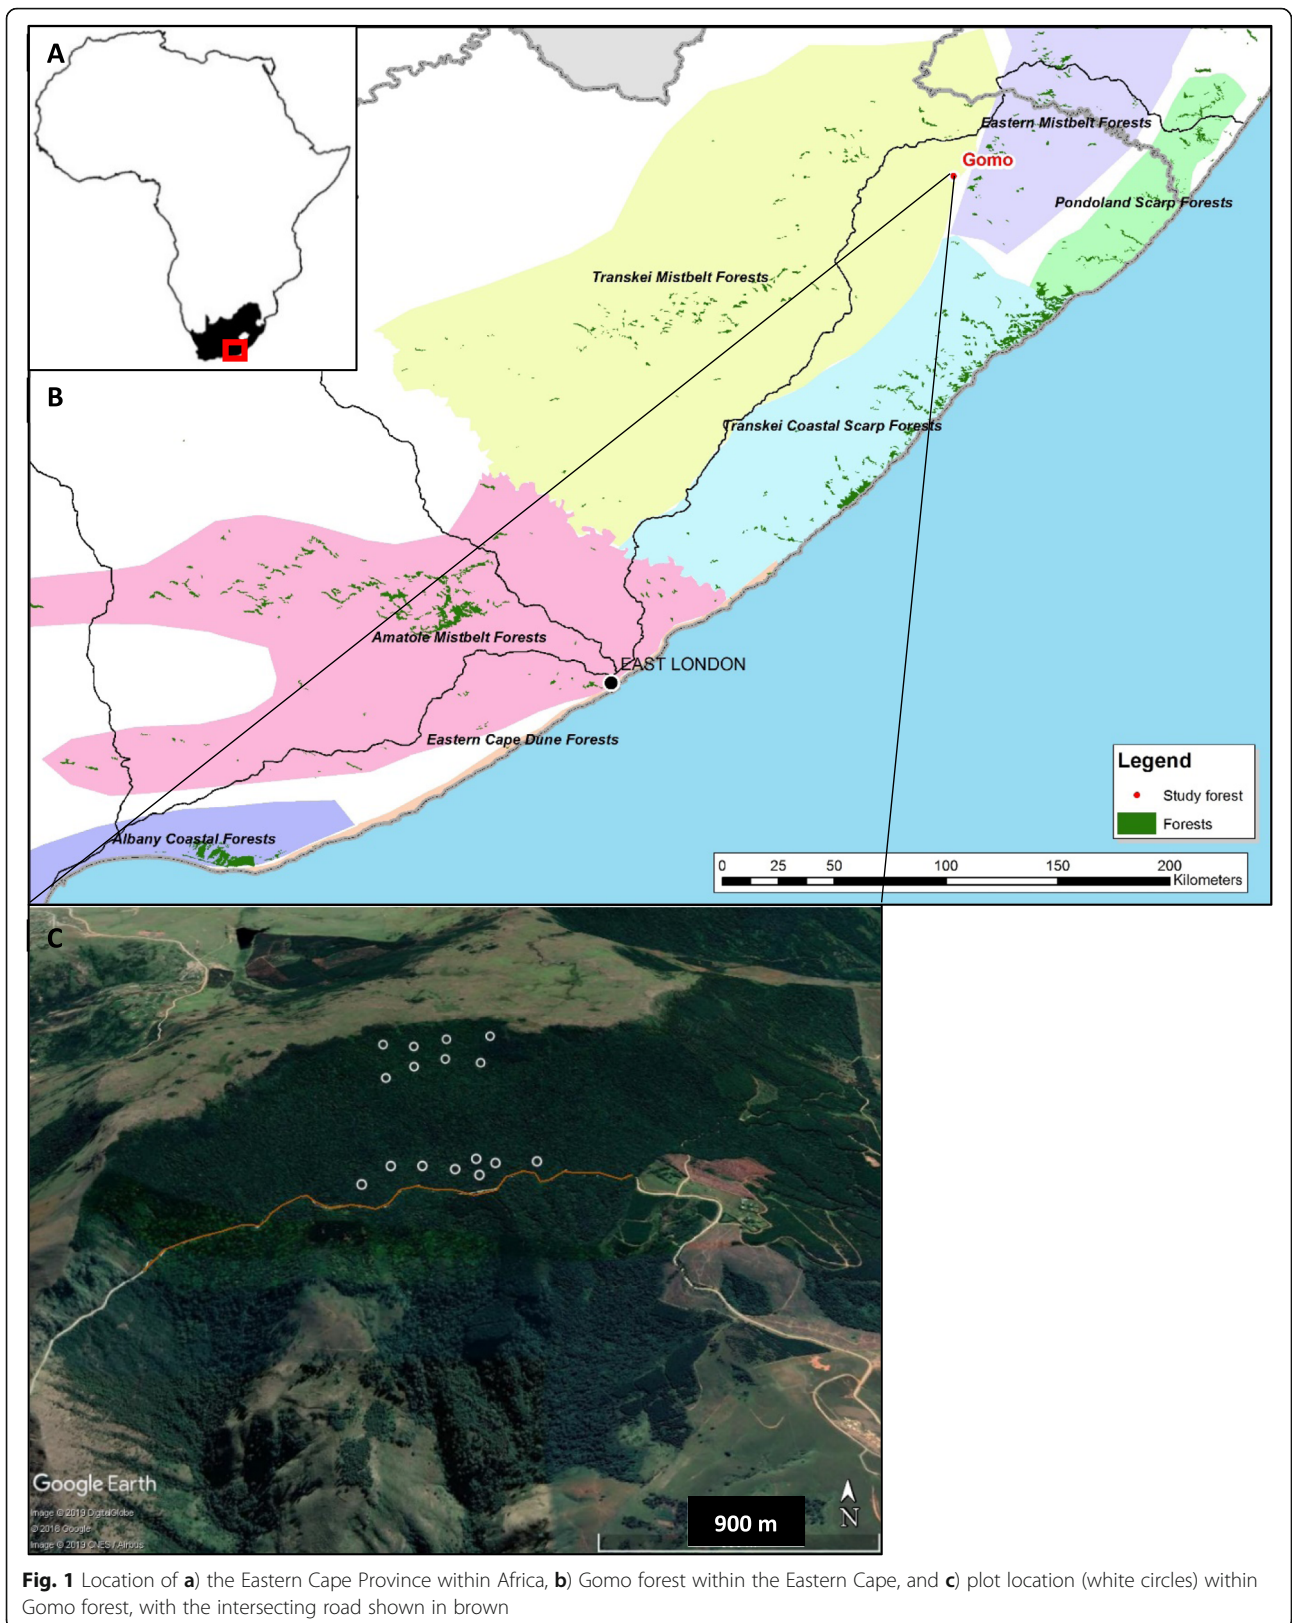 A
B
Eastern Mistbelt Forests
Gomo
Pondoland Scarp Forests
Transkei Mistbelt Forests
Transkei Coastal Scarp Forests
Amatole Mistbelt Forests
EAST LONDON
Eastern Cape Dune Forests
Albany Coastal Forests
Legend
Study forest
Forests
0 25 50 100 150 200
Kilometers
C
Google Earth
Image © 2019 DigitalGlobe
© 2018 Google
Image © 2019 CNES / Airbus
900 m
N
Fig. 1 Location of a) the Eastern Cape Province within Africa, b) Gomo forest within the Eastern Cape, and c) plot location (white circles) within
Gomo forest, with the intersecting road shown in brown